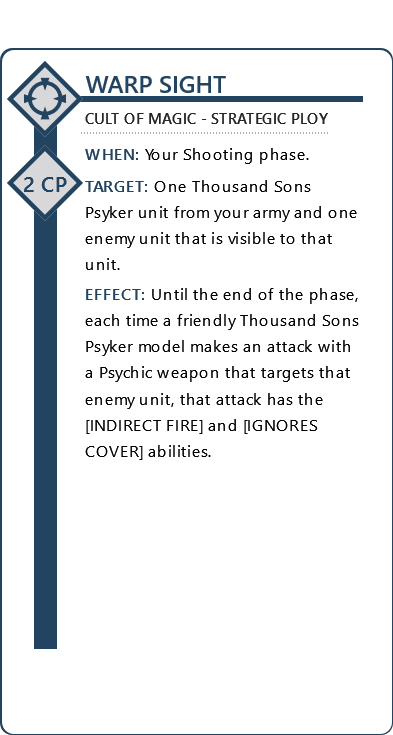 WARP SIGHT
CULT OF MAGIC - STRATEGIC PLOY
WHEN: Your Shooting phase.
2 CP
TARGET: One Thousand Sons
Psyker unit from your army and one
enemy unit that is visible to that
unit.
EFFECT: Until the end of the phase,
each time a friendly Thousand Sons
Psyker model makes an attack with
a Psychic weapon that targets that
enemy unit, that attack has the
[INDIRECT FIRE] and [IGNORES
COVER] abilities.